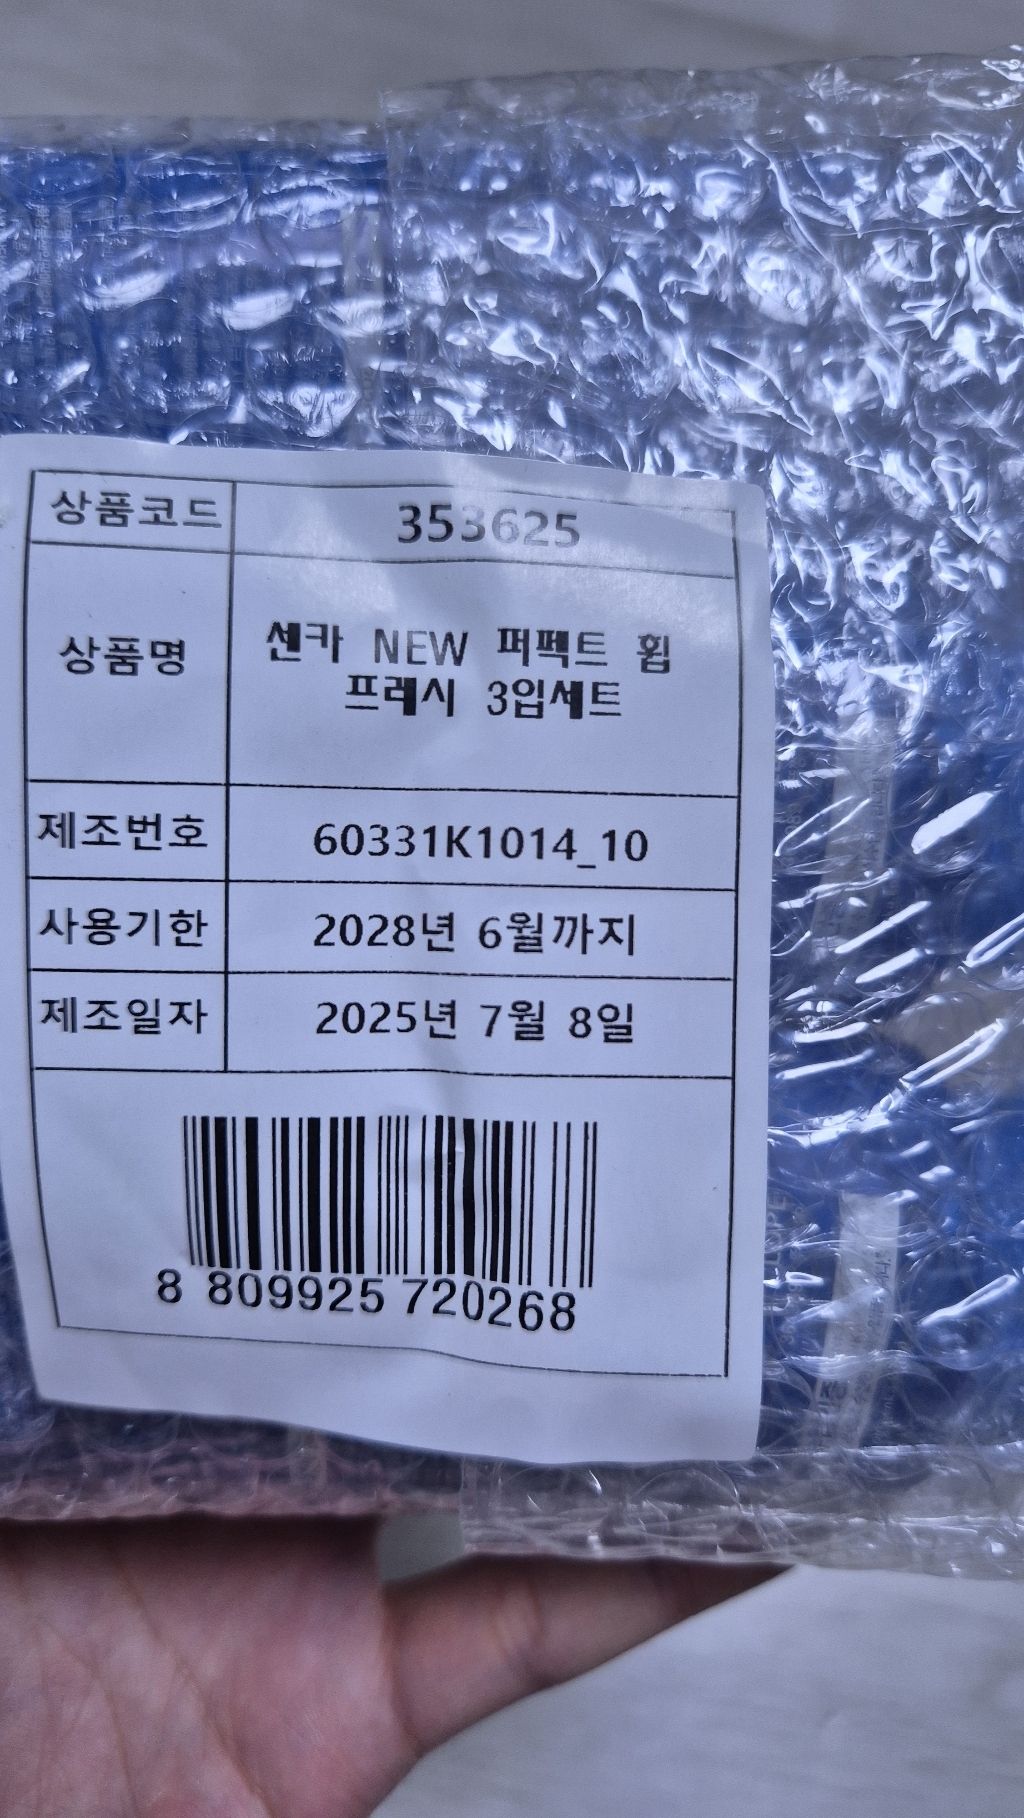 상품코드 353625
상품명 센카 NEW 퍼펙트 휩
프레시 3입세트
제조번호 60331K1014_10
사용기한 2028년 6월까지
제조일자 2025년 7월 8일
8 809925 720268